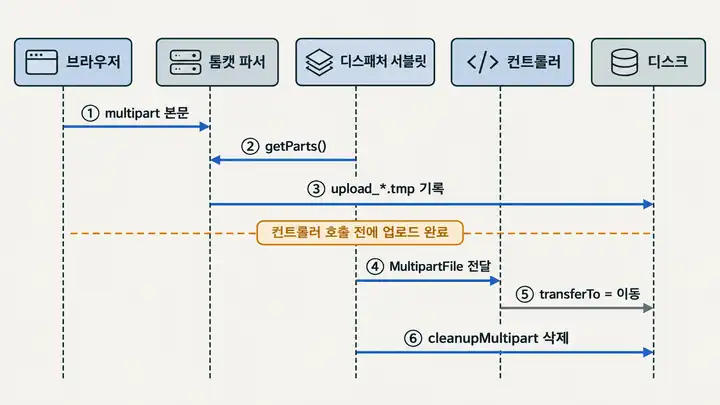 브라우저
톰캣 파서
디스패처 서블릿
컨트롤러
디스크
① multipart 본문
② getParts()
③ upload_*.tmp 기록
컨트롤러 호출 전에 업로드 완료
④ MultipartFile 전달
⑤ transferTo = 이동
⑥ cleanupMultipart 삭제